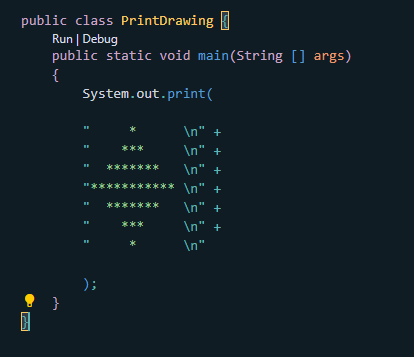 public class PrintDrawing {
Run | Debug
    public static void main(String [] args)
    {
        System.out.print(
        "     *      \n" +
        "    ***     \n" +
        "  *******   \n" +
        "*********** \n" +
        "  *******   \n" +
        "    ***     \n" +
        "     *      \n"
        );
    }
}